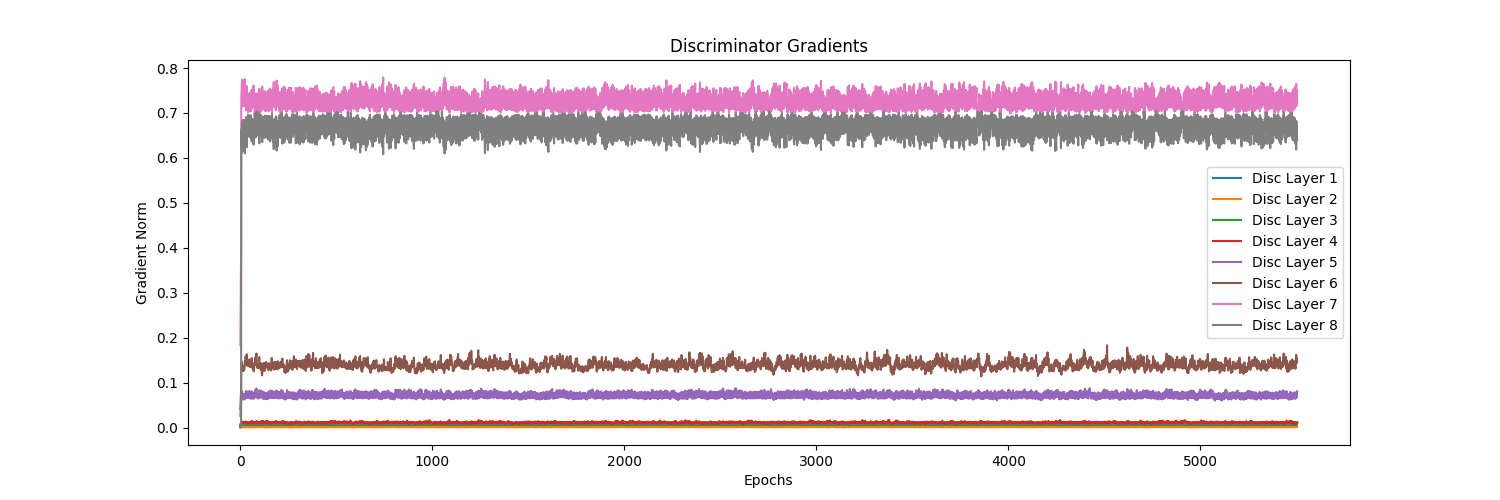 Discriminator Gradients
Gradient Norm
0.8
0.7
0.6
0.5
0.4
0.3
0.2
0.1
0.0
Disc Layer 1
Disc Layer 2
Disc Layer 3
Disc Layer 4
Disc Layer 5
Disc Layer 6
Disc Layer 7
Disc Layer 8
0 1000 2000 3000 4000 5000
Epochs